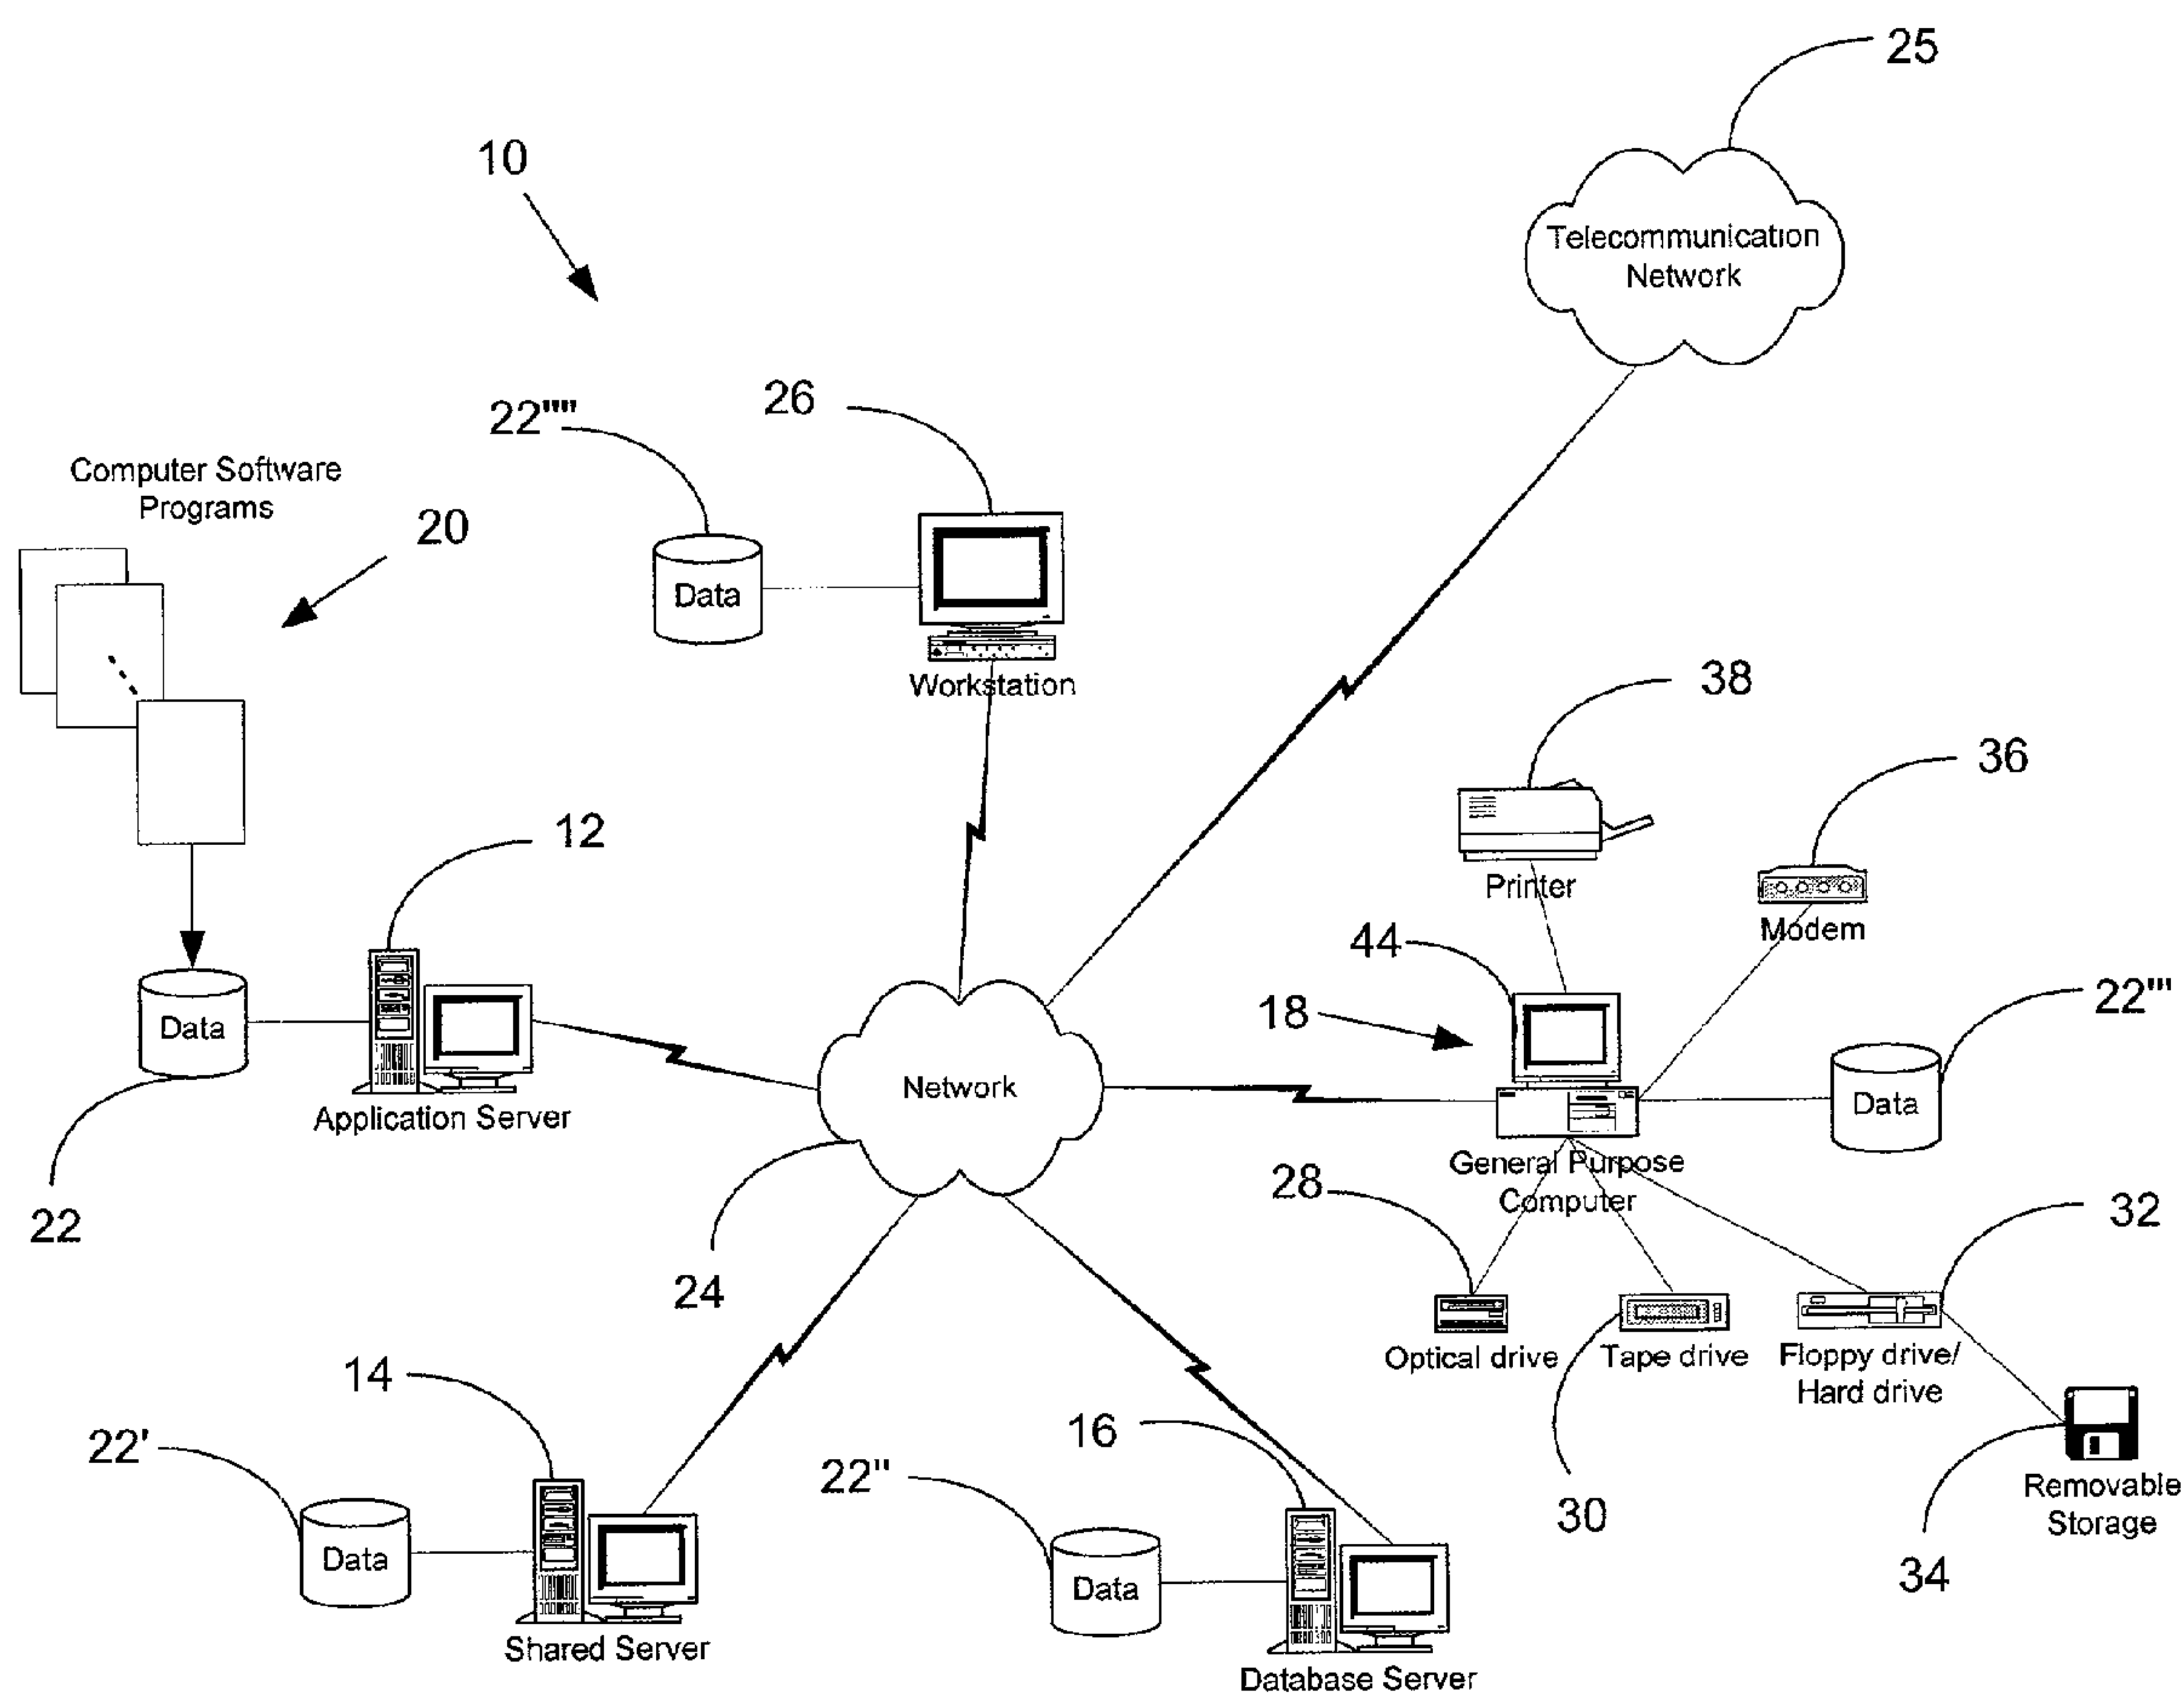 25
10
Telecommunication
Network
26
22""
Computer Software
Programs
20
Data
Workstation
38
36
12
Printer
Modem
44
18
22'''
Data
Network
Data
Application Server
General Purpose
Computer
28
32
22
24
Optical drive
Tape drive
Floppy drive/
Hard drive
14
16
22'
22"
30
Removable
Storage
34
Data
Data
Shared Server
Database Server